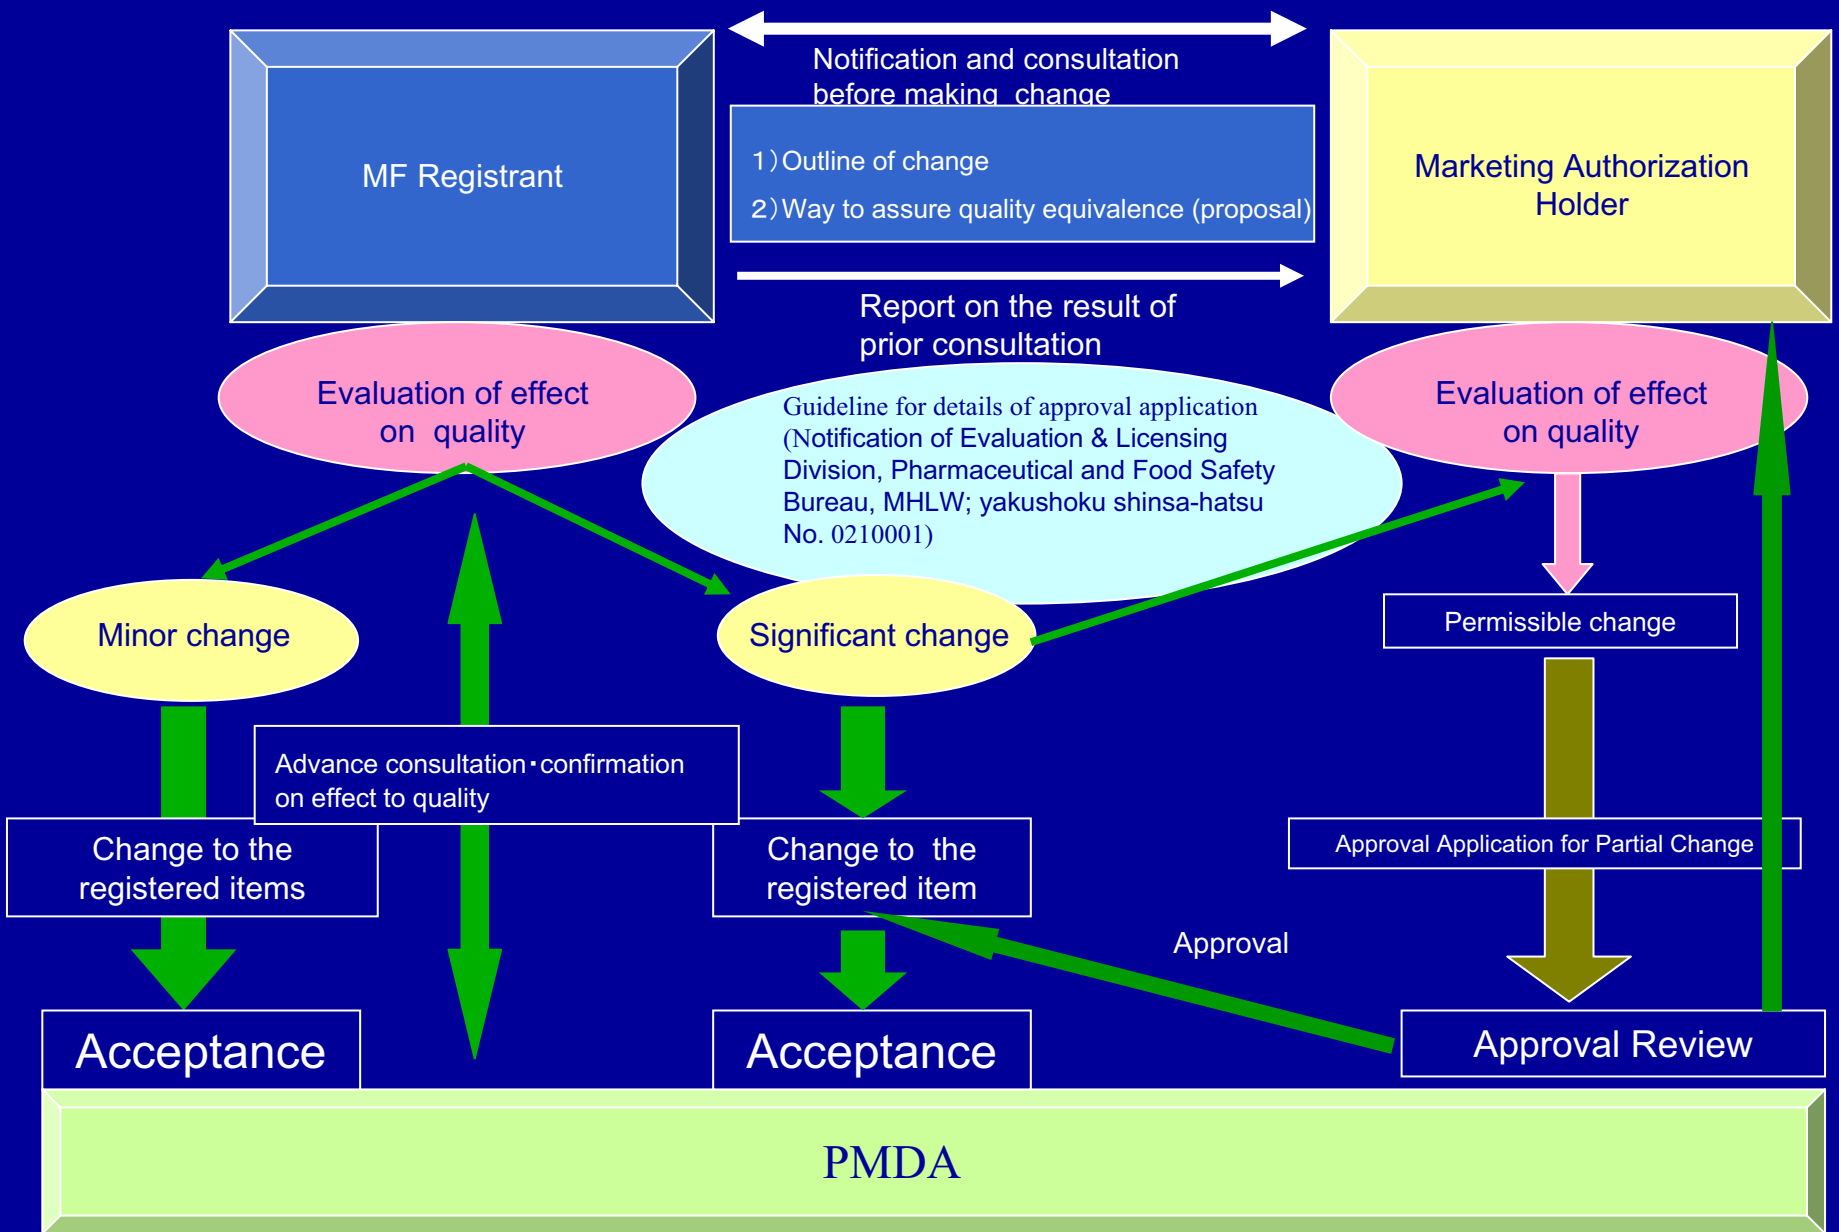 Notification and consultation
before making change
MF Registrant
1）Outline of change
2）Way to assure quality equivalence (proposal)
Marketing Authorization
Holder
Report on the result of
prior consultation
Evaluation of effect
on quality
Guideline for details of approval application
(Notification of Evaluation & Licensing
Division, Pharmaceutical and Food Safety
Bureau, MHLW; yakushoku shinsa-hatsu
No. 0210001)
Evaluation of effect
on quality
Minor change
Significant change
Permissible change
Advance consultation・confirmation
on effect to quality
Change to the
registered items
Change to the
registered item
Approval Application for Partial Change
Approval
Acceptance
Acceptance
Approval Review
PMDA